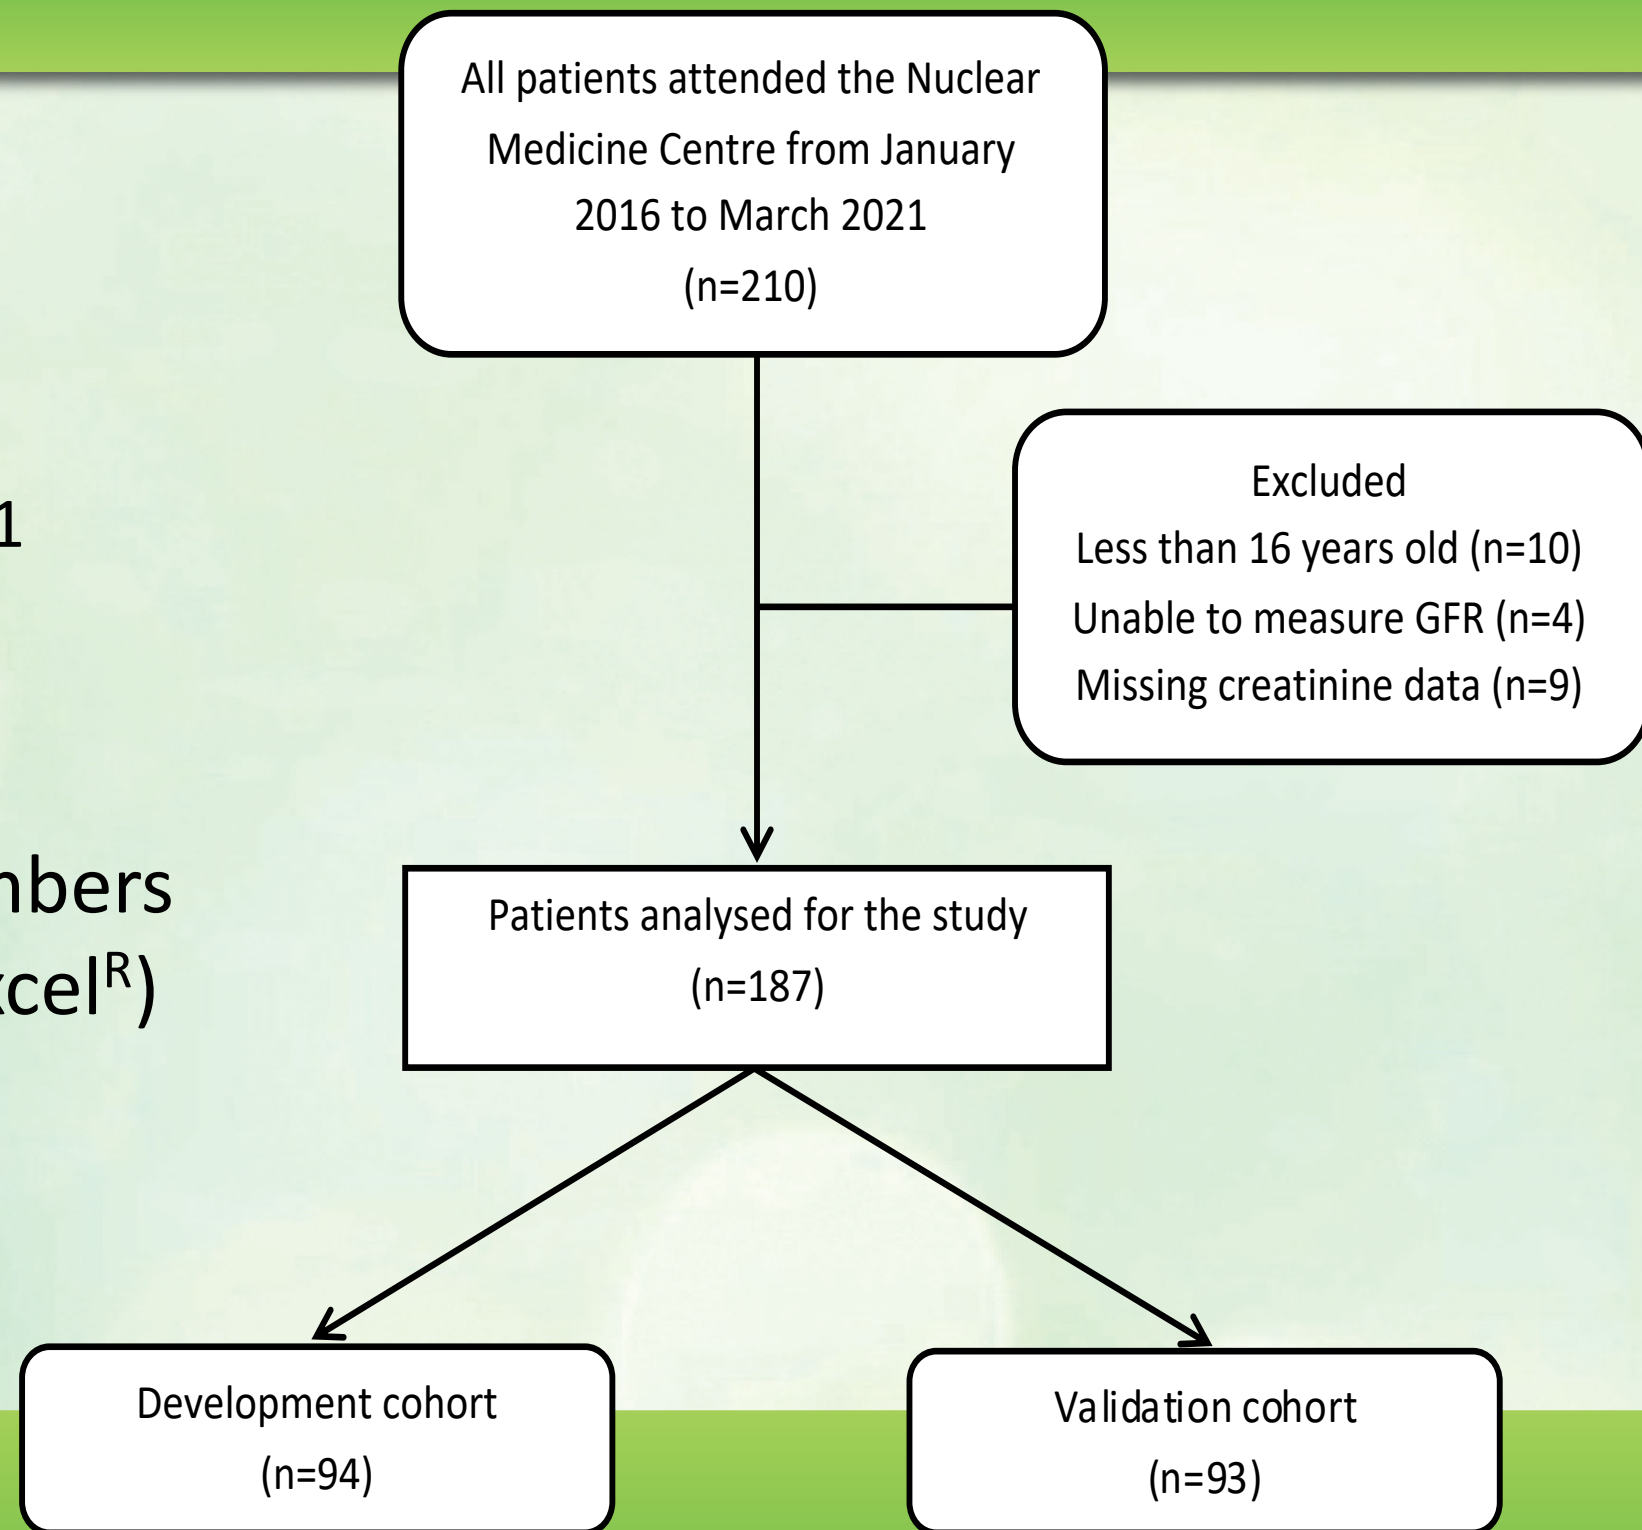 All patients attended the Nuclear
Medicine Centre from January
2016 to March 2021
(n=210)
Excluded
Less than 16 years old (n=10)
Unable to measure GFR (n=4)
Missing creatinine data (n=9)
1
mbers
xcelᴿ)
Patients analysed for the study
(n=187)
Development cohort
(n=94)
Validation cohort
(n=93)